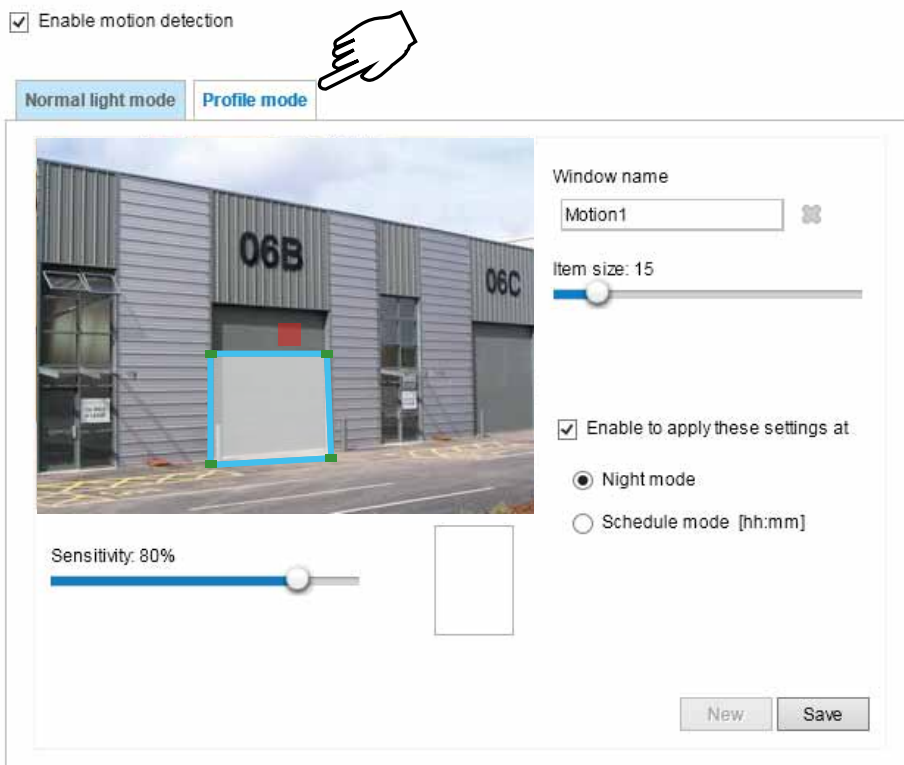 Enable motion detection
Normal light mode
Profile mode
06B
06C
Window name
Motion1
Item size: 15
Enable to apply these settings at
Night mode
Schedule mode [hh:mm]
Sensitivity: 80%
New
Save